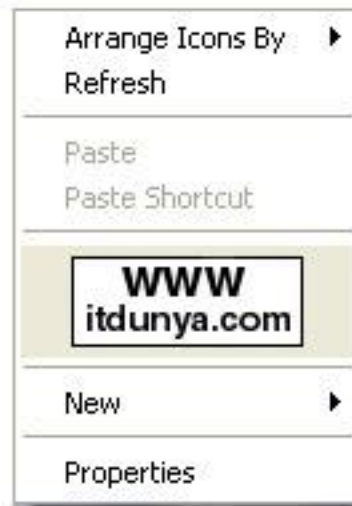 Arrange Icons By
Refresh
Paste
Paste Shortcut
WWW
itdunya.com
New
Properties